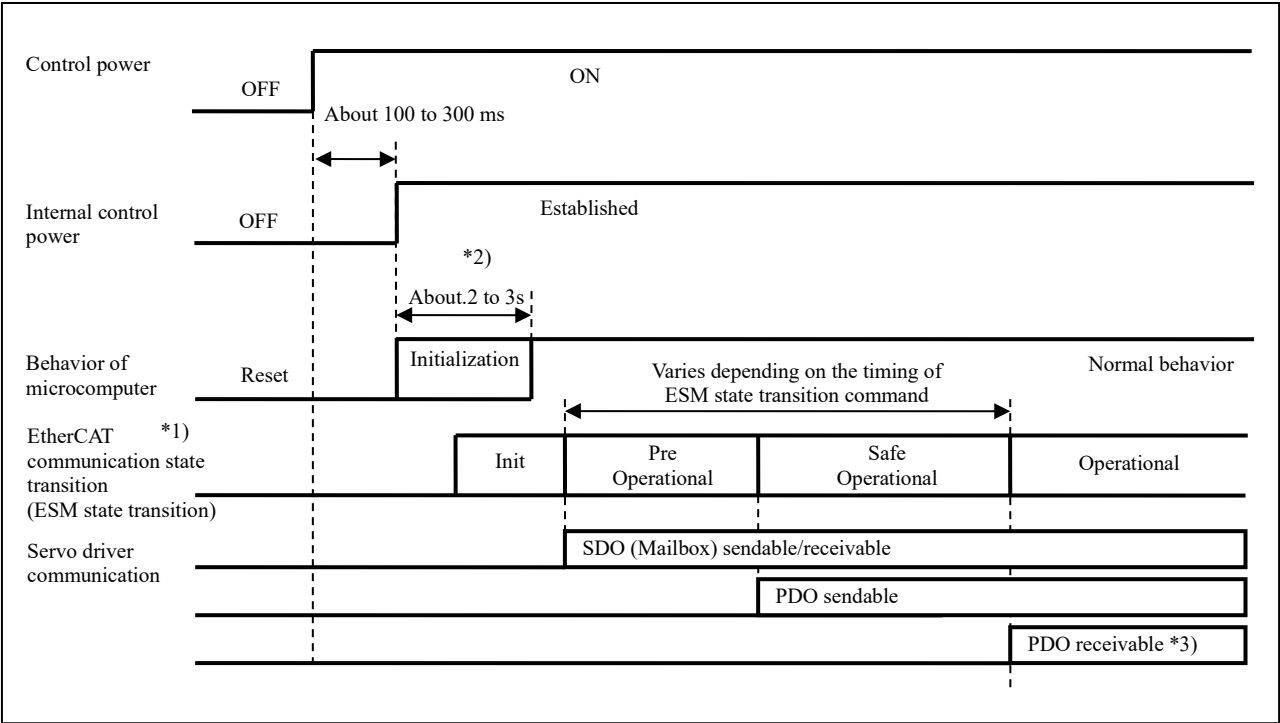 Control power
OFF
ON
About 100 to 300 ms
Internal control
power
OFF
Established
*2)
About.2 to 3s
Behavior of
microcomputer
Reset
Initialization
Varies depending on the timing of
ESM state transition command
Normal behavior
EtherCAT *1)
communication state
transition
(ESM state transition)
Init
Pre
Operational
Safe
Operational
Operational
Servo driver
communication
SDO (Mailbox) sendable/receivable
PDO sendable
PDO receivable *3)